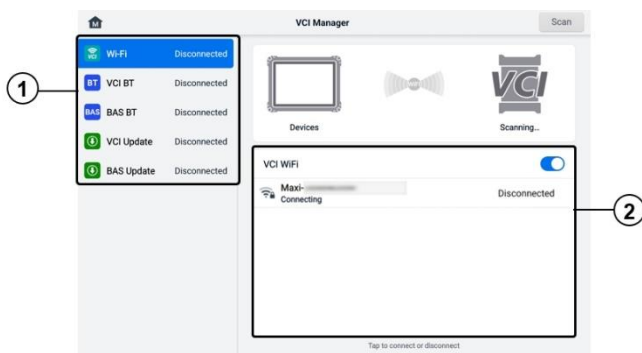 VCI Manager
Scan
1
Wi-Fi Disconnected
BT VCI BT Disconnected
BAS BAS BT Disconnected
VCI Update Disconnected
BAS Update Disconnected
WiFi
VCI
Devices
Scanning...
VCI WiFi
Maxi-
Connecting
Disconnected
2
Tap to connect or disconnect